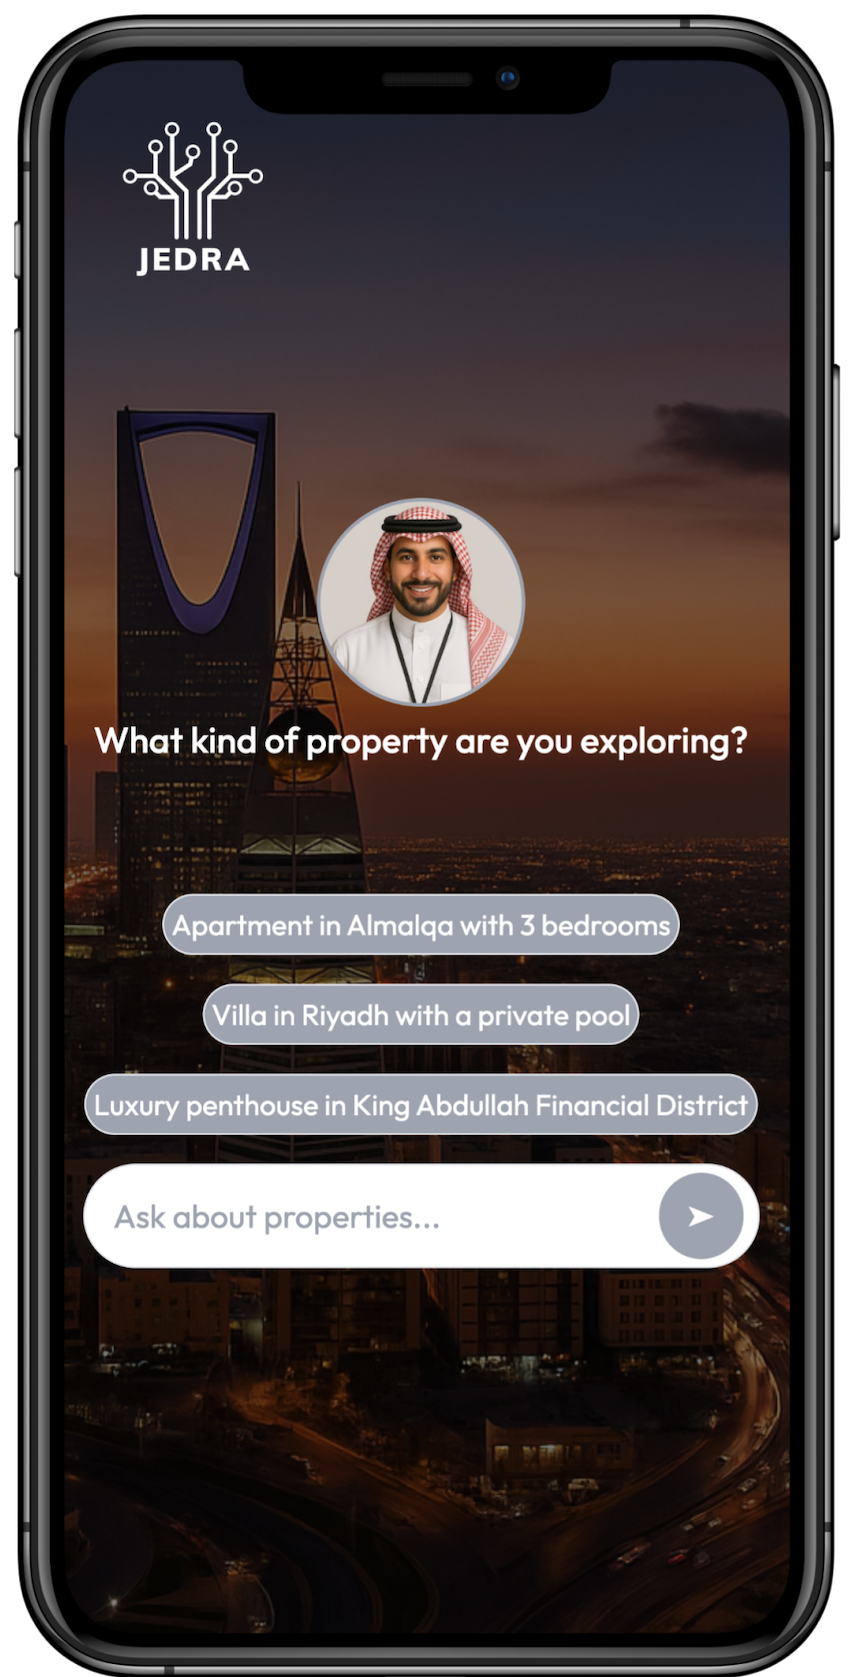 JEDRA
What kind of property are you exploring?
Apartment in Almalqa with 3 bedrooms
Villa in Riyadh with a private pool
Luxury penthouse in King Abdullah Financial District
Ask about properties...